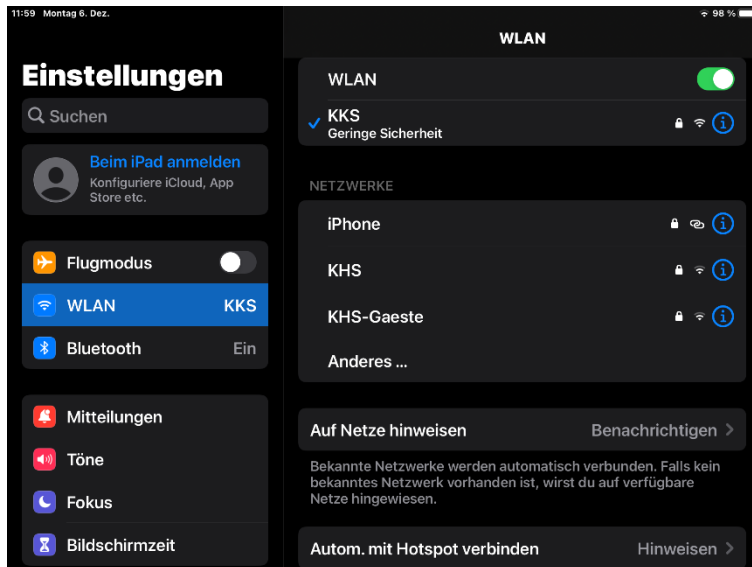 11:59 Montag 6. Dez.
98 %
Einstellungen
Suchen
Beim iPad anmelden
Konfiguriere iCloud, App
Store etc.
Flugmodus
WLAN KKS
Bluetooth Ein
Mitteilungen
Töne
Fokus
Bildschirmzeit
WLAN
WLAN
KKS
Geringe Sicherheit
NETZWERKE
iPhone
KHS
KHS-Gaeste
Anderes ...
Auf Netze hinweisen Benachrichtigen
Bekannte Netzwerke werden automatisch verbunden. Falls kein
bekanntes Netzwerk vorhanden ist, wirst du auf verfügbare
Netze hingewiesen.
Autom. mit Hotspot verbinden Hinweisen